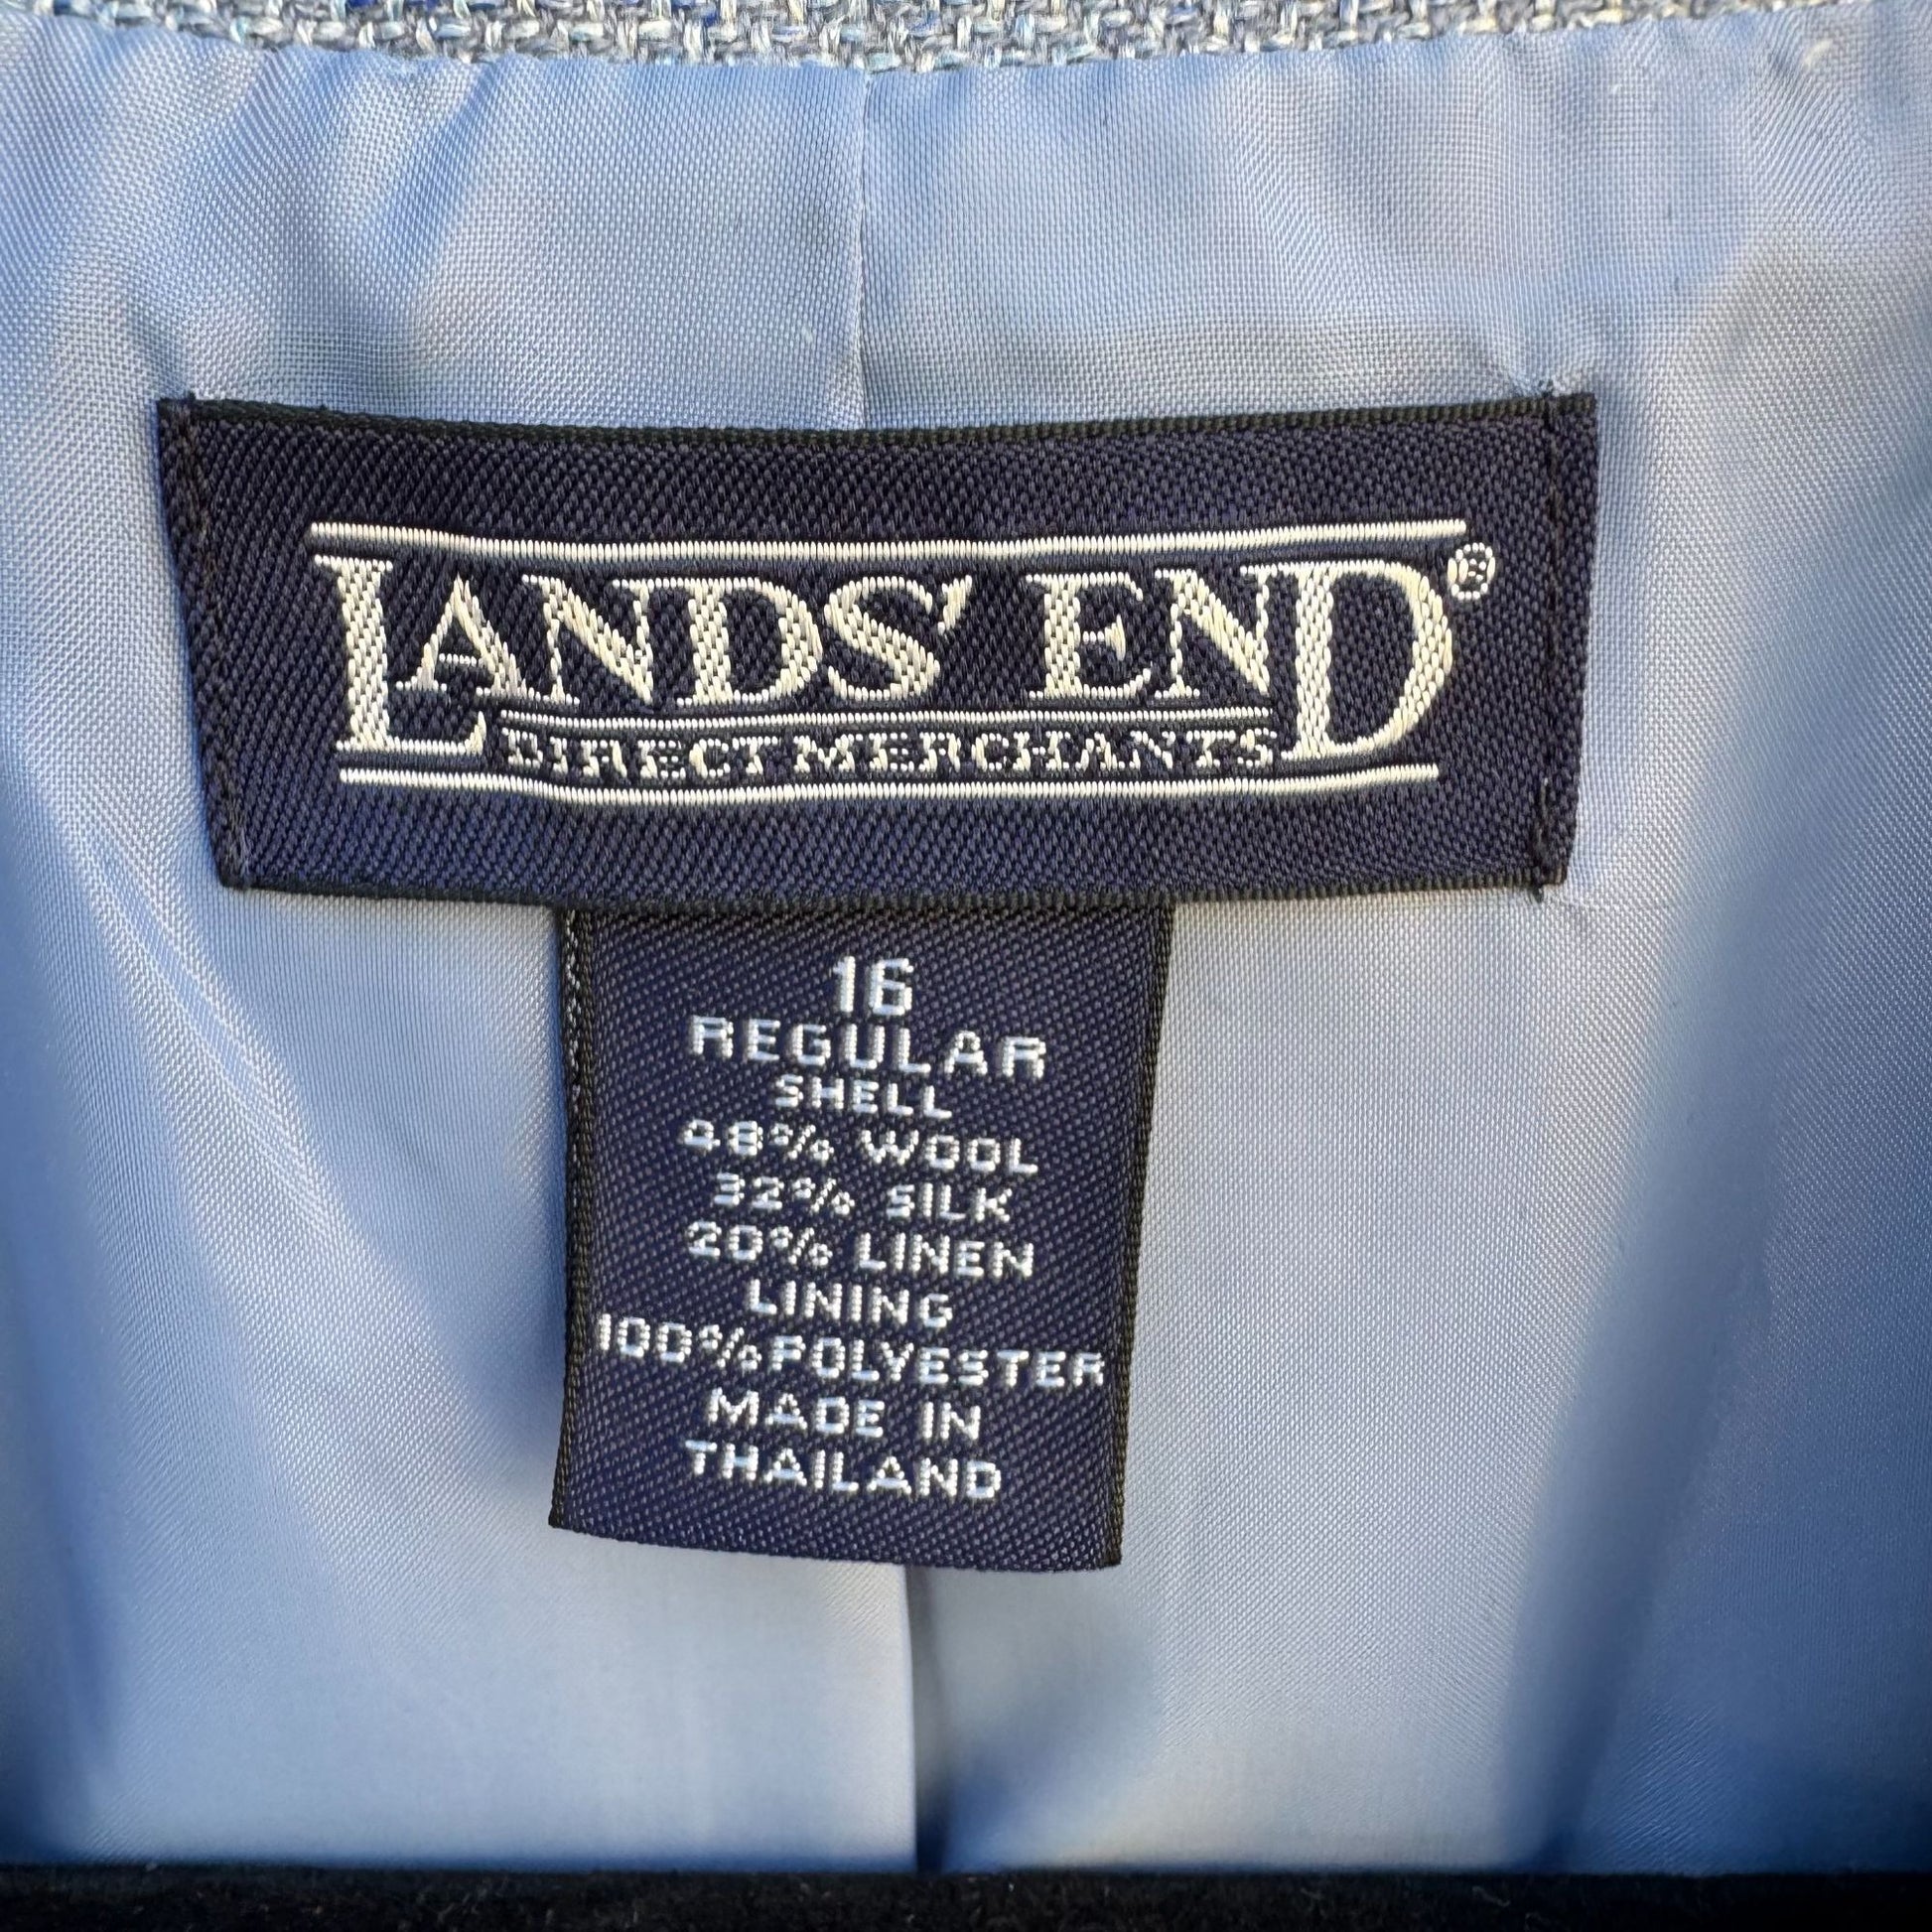 LANDS' END®
DIRECT MERCHANTS
16
REGULAR
SHELL
48% WOOL
32% SILK
20% LINEN
LINING
100% POLYESTER
MADE IN
THAILAND